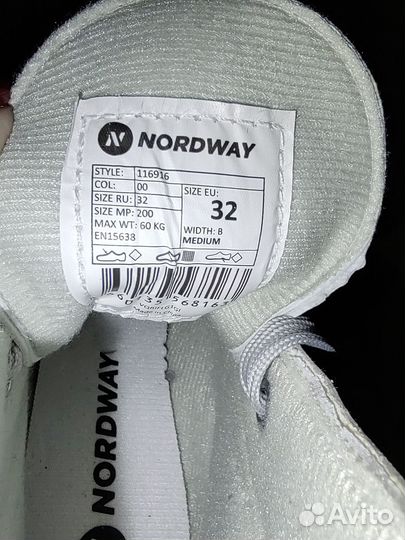 NORDWAY
STYLE: 116916
COL: 00
SIZE RU: 32
SIZE MP: 200
MAX WT: 60 KG
EN15638
SIZE EU:
32
WIDTH: B
MEDIUM
NORDWAY
Avito